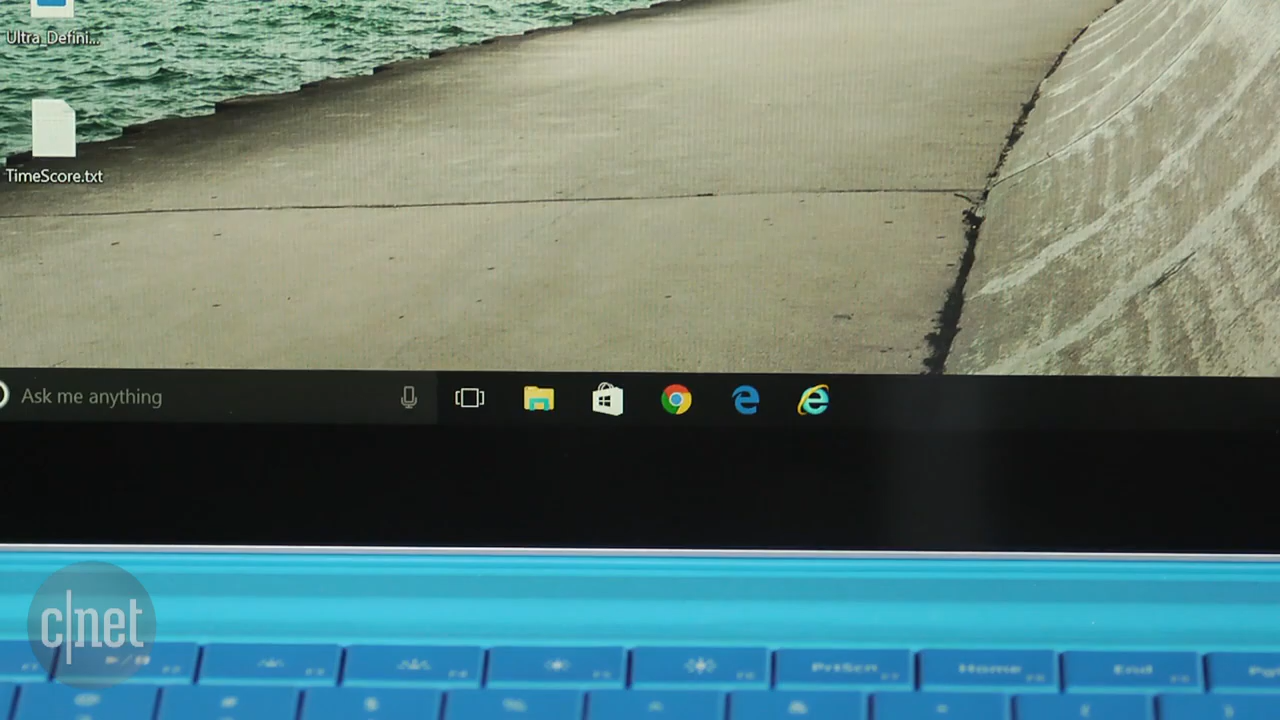 Ultra_Defini...
TimeScore.txt
Ask me anything
c|net
PrtScn
Home
End